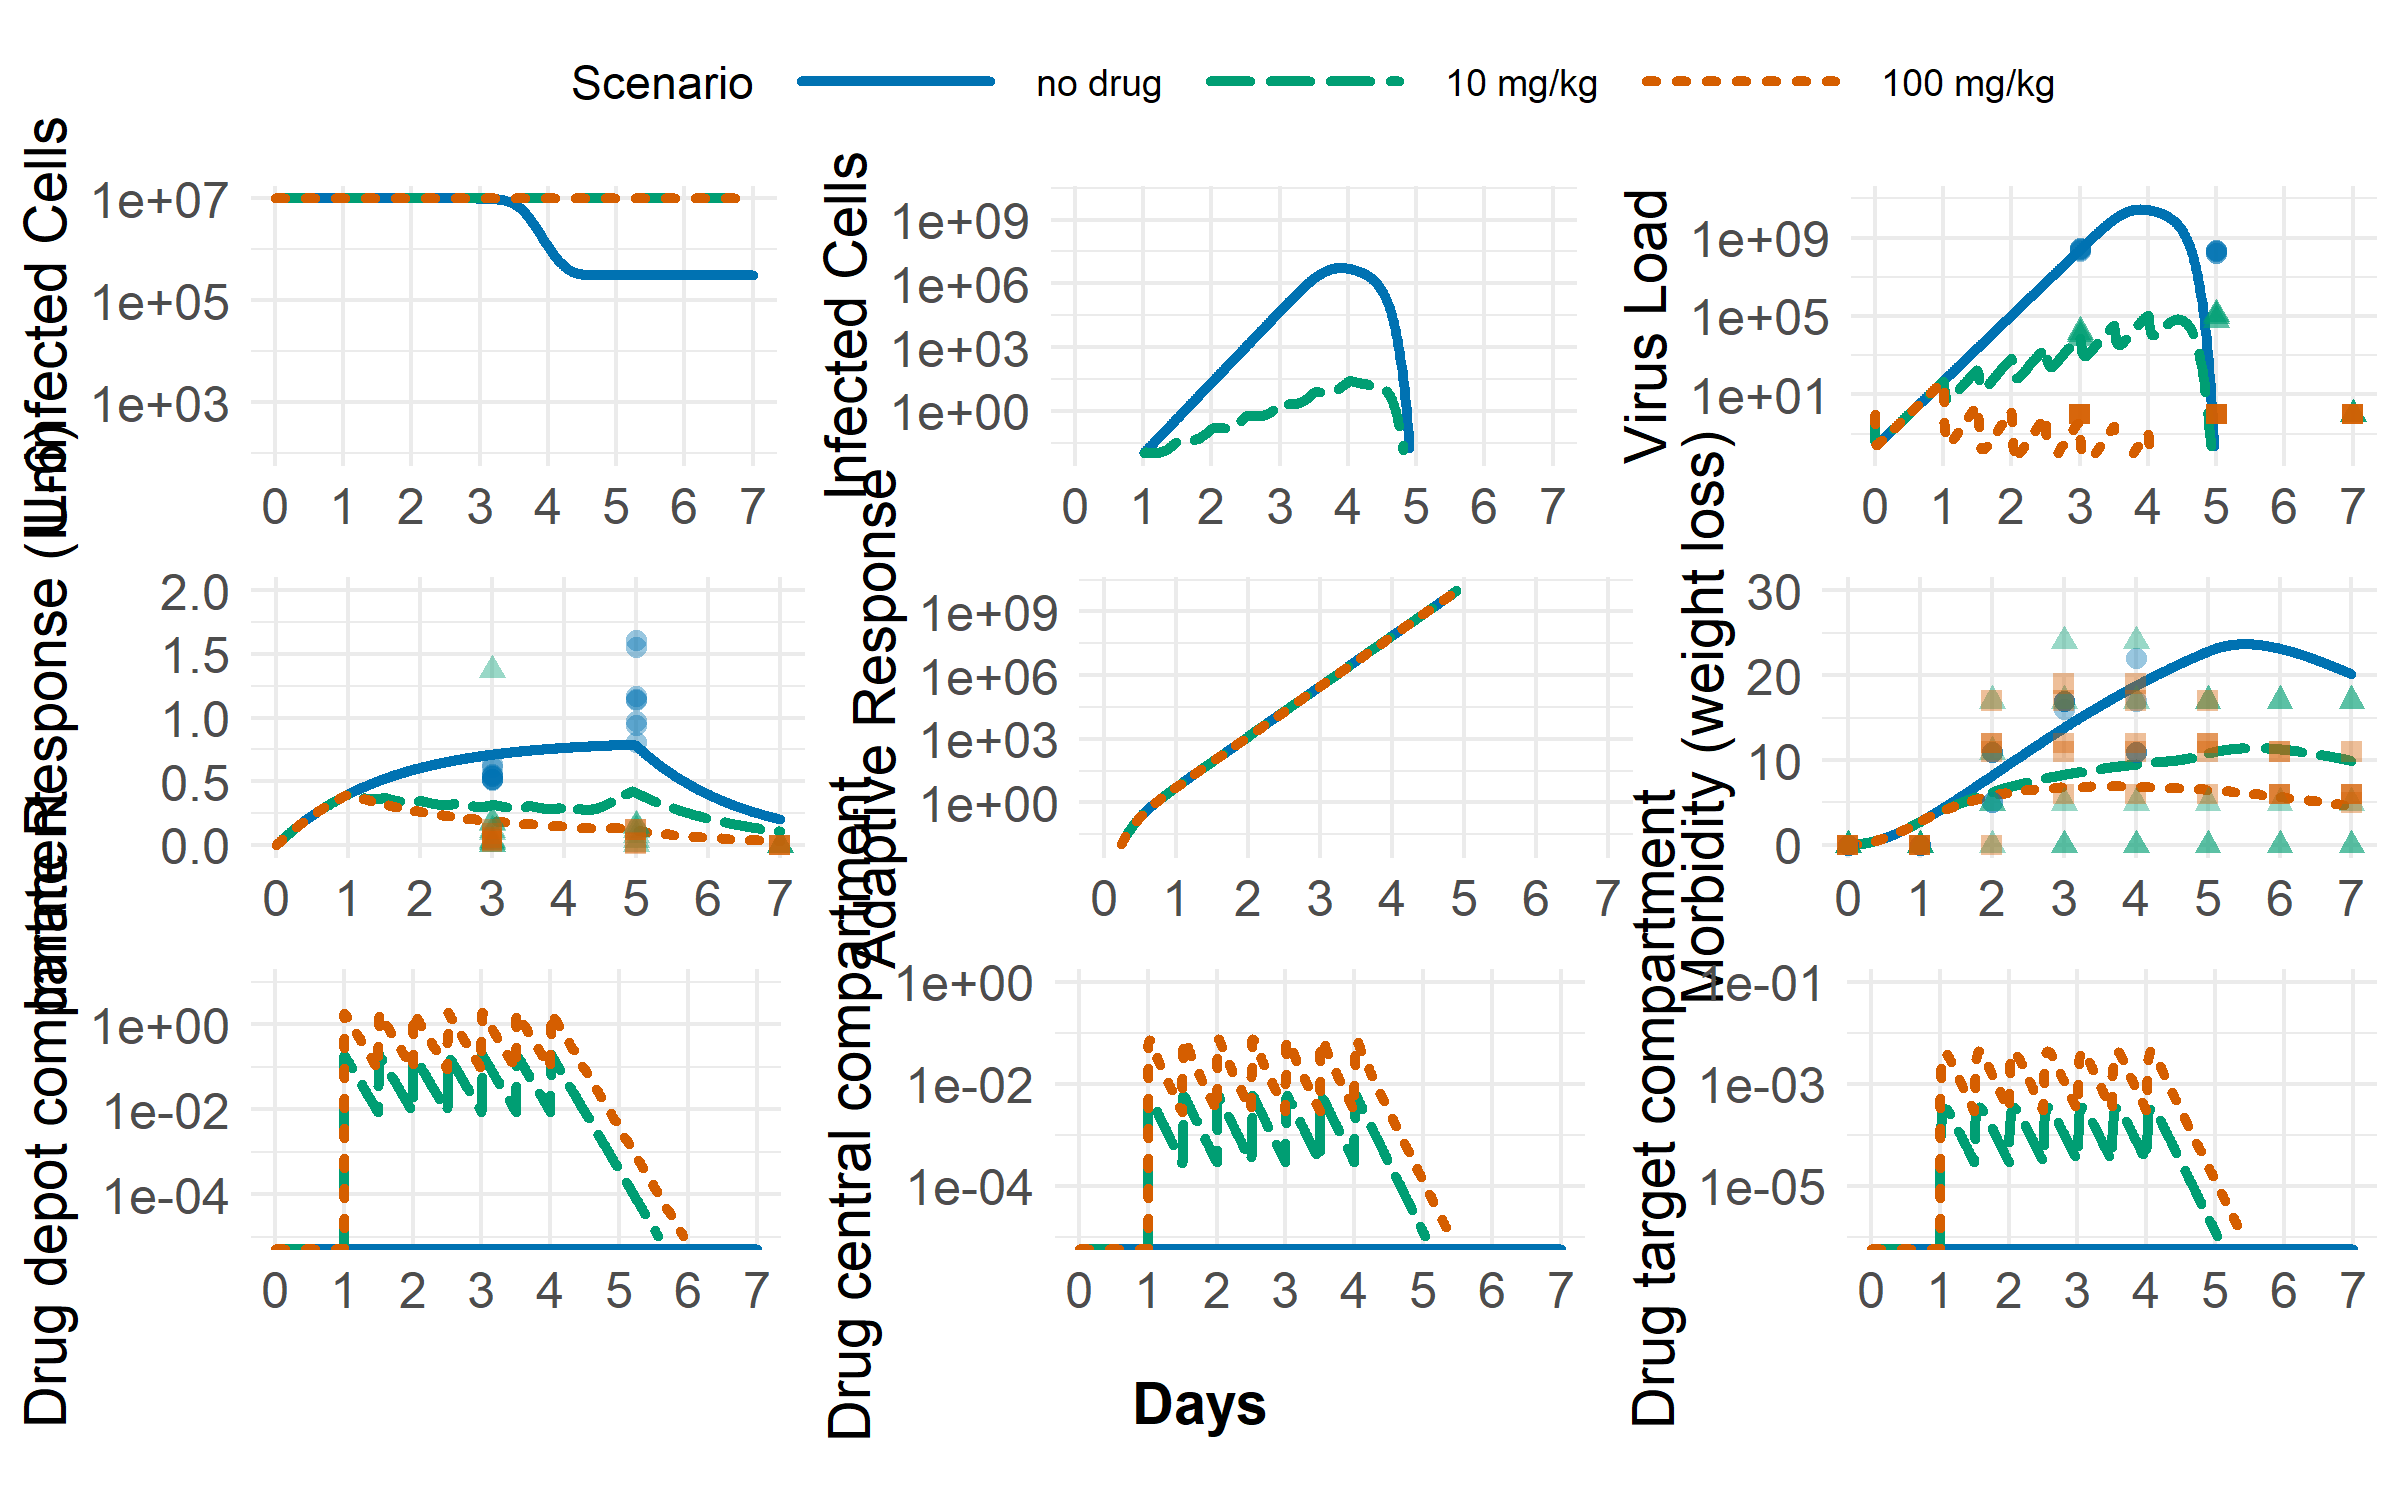 Scenario no drug 10 mg/kg 100 mg/kg
Uninfected Cells
1e+07
1e+05
1e+03
0 1 2 3 4 5 6 7
Infected Cells
1e+09
1e+06
1e+03
1e+00
0 1 2 3 4 5 6 7
Virus Load
1e+09
1e+05
1e+01
0 1 2 3 4 5 6 7
Innate Response (IL-6)
2.0
1.5
1.0
0.5
0.0
0 1 2 3 4 5 6 7
Adaptive Response
1e+09
1e+06
1e+03
1e+00
0 1 2 3 4 5 6 7
Morbidity (weight loss)
30
20
10
0
0 1 2 3 4 5 6 7
Drug depot compartment
1e+00
1e-02
1e-04
0 1 2 3 4 5 6 7
Drug central compartment
1e+00
1e-02
1e-04
0 1 2 3 4 5 6 7
Drug target compartment
1e-01
1e-03
1e-05
0 1 2 3 4 5 6 7
Days